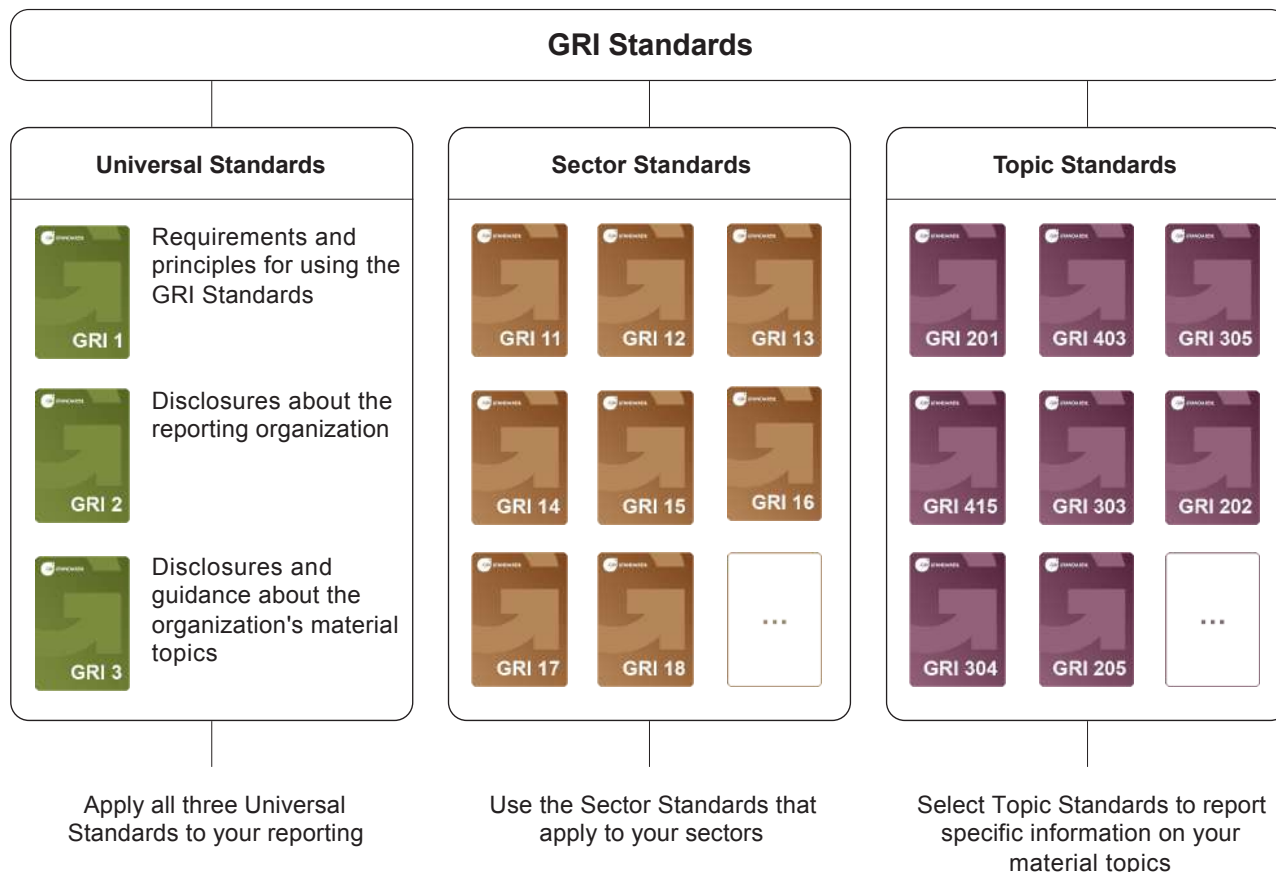 GRI Standards
Universal Standards
Requirements and
principles for using the
GRI Standards
GRI 1
Disclosures about the
reporting organization
GRI 2
Disclosures and
guidance about the
organization's material
topics
GRI 3
Apply all three Universal
Standards to your reporting
Sector Standards
GRI 11
GRI 12
GRI 13
GRI 14
GRI 15
GRI 16
GRI 17
GRI 18
...
Use the Sector Standards that
apply to your sectors
Topic Standards
GRI 201
GRI 403
GRI 305
GRI 415
GRI 303
GRI 202
GRI 304
GRI 205
...
Select Topic Standards to report
specific information on your
material topics